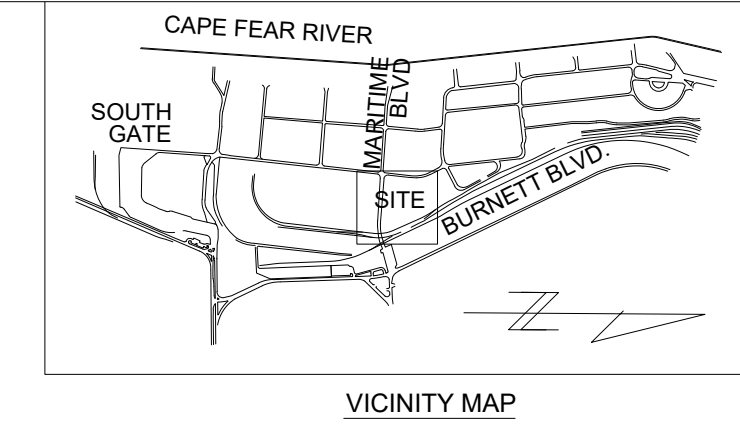 CAPE FEAR RIVER
MARITIME
BLVD
SOUTH
GATE
SITE
BURNETT BLVD.
N
VICINITY MAP